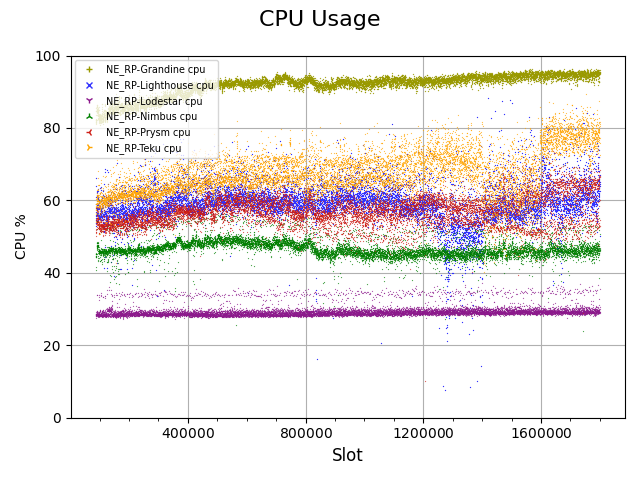 CPU Usage
100
80
60
40
20
0
CPU %
NE_RP-Grandine cpu
NE_RP-Lighthouse cpu
NE_RP-Lodestar cpu
NE_RP-Nimbus cpu
NE_RP-Prysm cpu
NE_RP-Teku cpu
400000 800000 1200000 1600000
Slot